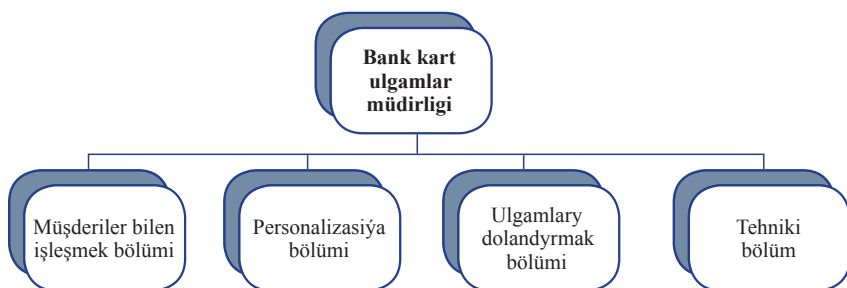 Bank kart
ulgamlar
müdirligi
Müşderiler bilen
işleşmek bölümi
Personalizasiýa
bölümi
Ulgamlary
dolandyrmak
bölümi
Tehniki
bölüm